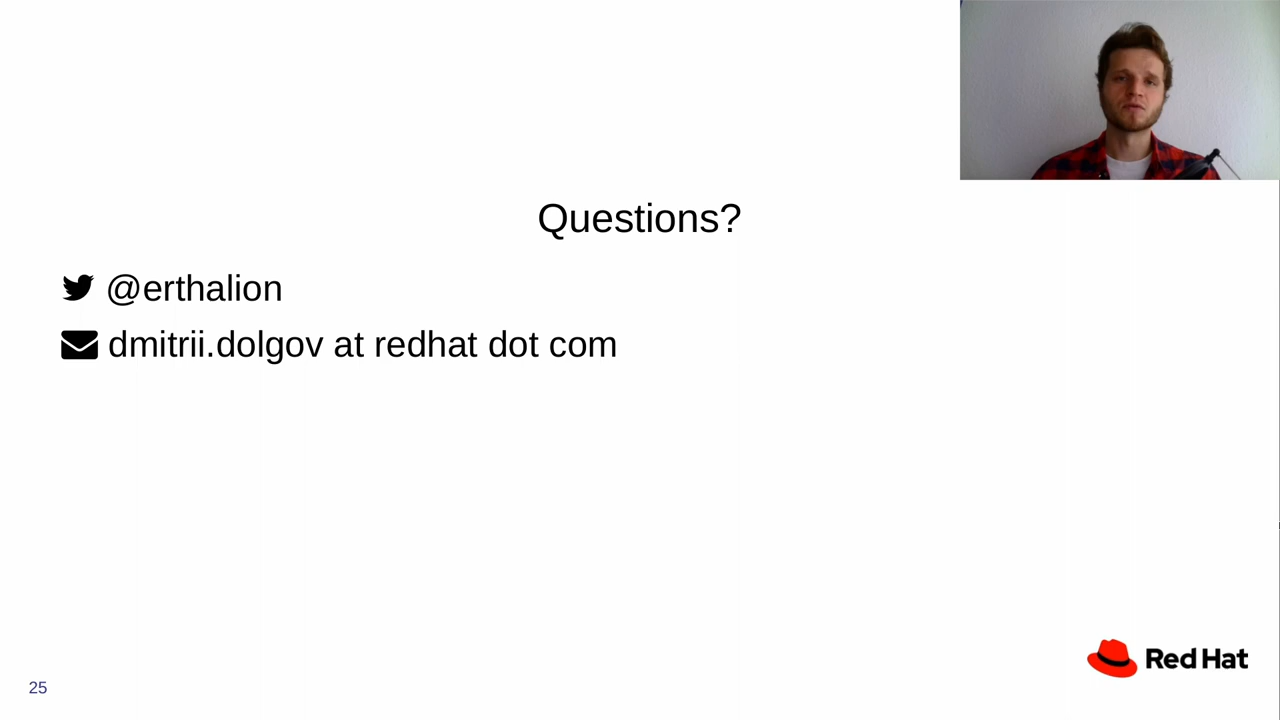 Questions?
@erthalion
dmitrii.dolgov at redhat dot com
Red Hat
25